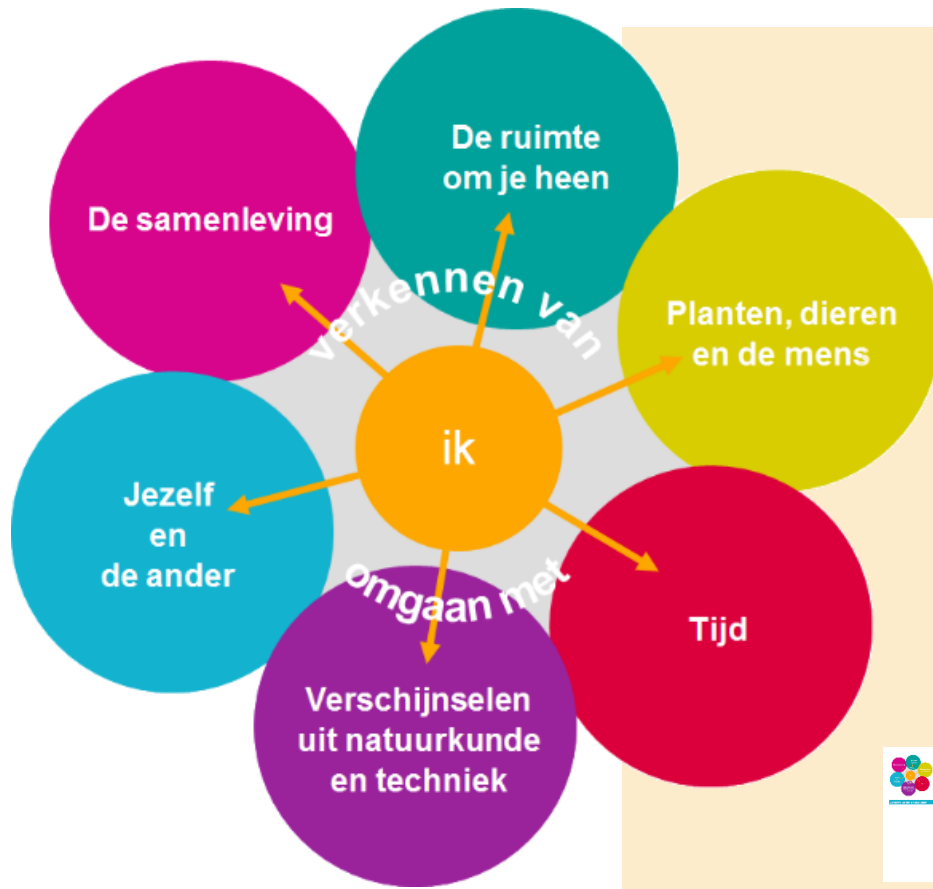 De ruimte
om je heen
De samenleving
verkennen van
Planten, dieren
en de mens
ik
Jezelf
en
de ander
omgaan met
Tijd
Verschijnselen
uit natuurkunde
en techniek